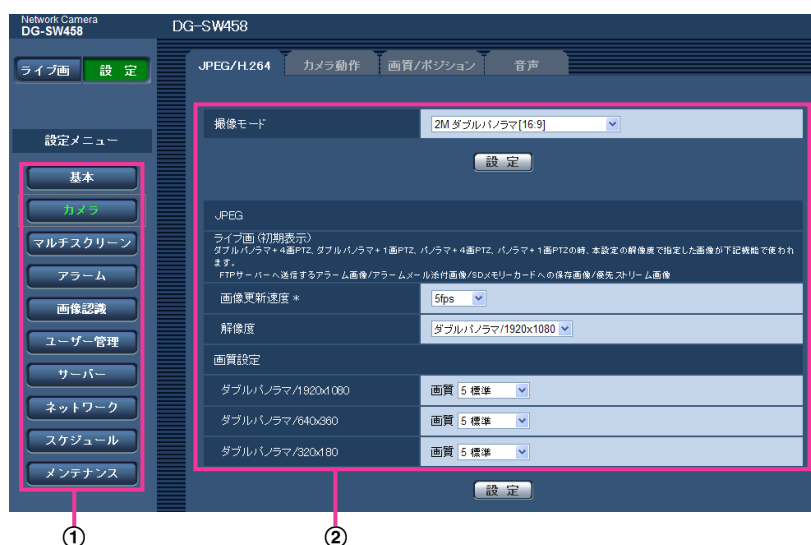 Network Camera
DG-SW458
DG-SW458
ライブ画 設 定
JPEG/H.264 カメラ動作 画質/ポジション 音声
設定メニュー
基本
カメラ
マルチスクリーン
アラーム
画像認識
ユーザー管理
サーバー
ネットワーク
スケジュール
メンテナンス
撮像モード 2M ダブルパノラマ[16:9]
設 定
JPEG
ライブ画(初期表示)
ダブルパノラマ+4画PTZ、ダブルパノラマ+1画PTZ、パノラマ+4画PTZ、パノラマ+1画PTZの時、本設定の解像度で指定した画像が下記機能で使われ
ます。
FTPサーバーへ送信するアラーム画像/アラームメール添付画像/SDメモリーカードへの保存画像/優先ストリーム画像
画像更新速度 * 5fps
解像度 ダブルパノラマ/1920x1080
画質設定
ダブルパノラマ/1920x1080 画質 5 標準
ダブルパノラマ/640x360 画質 5 標準
ダブルパノラマ/320x180 画質 5 標準
設 定
① ②